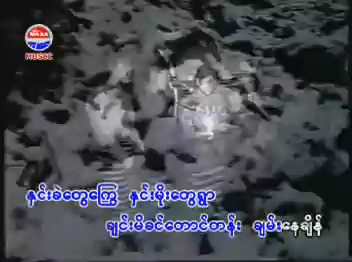 MUSIC
နှင်းခဲတွေကြွေ နှင်းမိုးတွေရွာ
ချင်းမိခင်တောင်တန်း ချမ်းနေချိန်